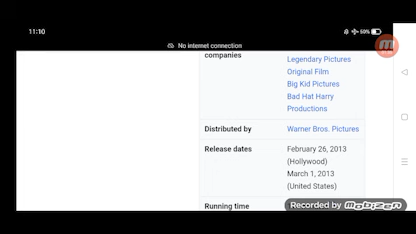 11:10
59%
No internet connection
companies
Legendary Pictures
Original Film
Big Kid Pictures
Bad Hat Harry
Productions
Distributed by
Warner Bros. Pictures
Release dates
February 26, 2013
(Hollywood)
March 1, 2013
(United States)
Running time
Recorded by Mobizen